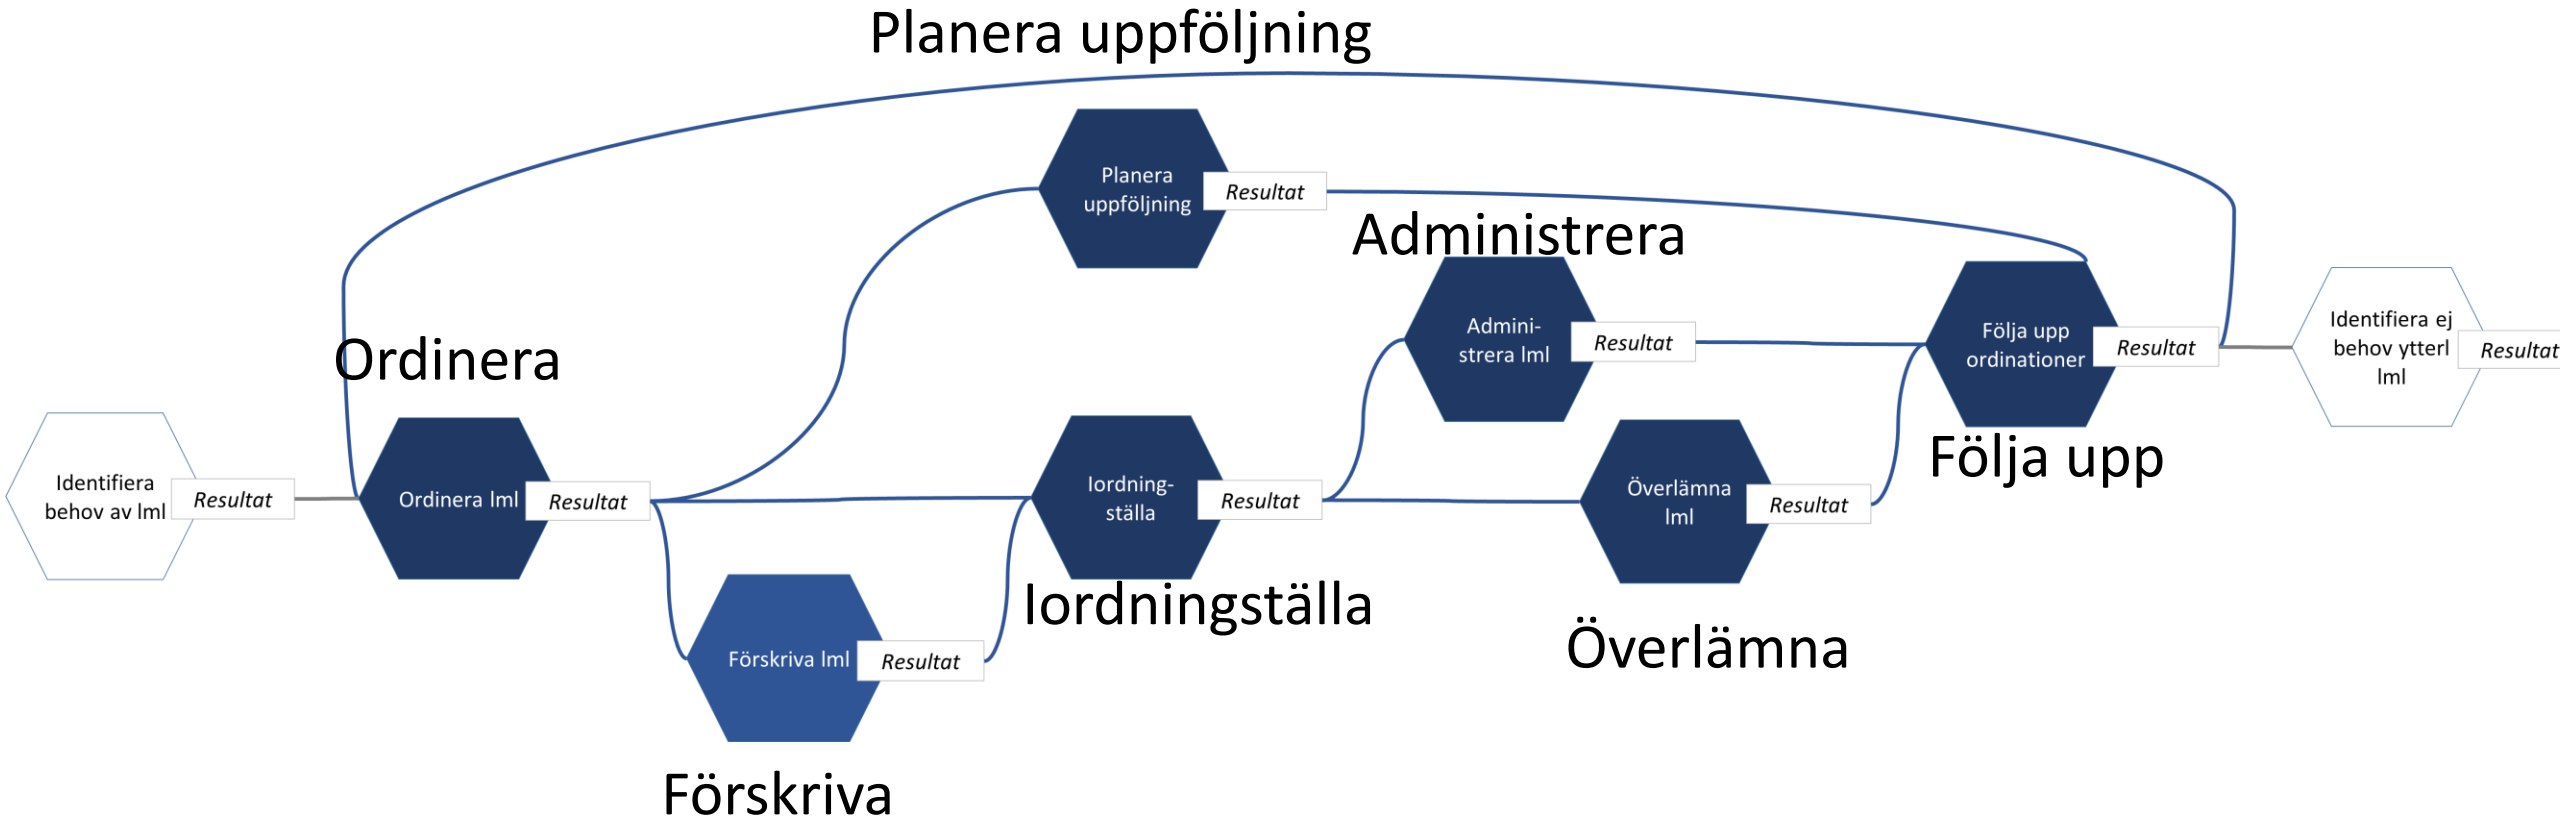 Planera uppföljning
Planera
uppföljning
Resultat
Administrera
Admini-
strera lml
Resultat
Följa upp
ordinationer
Resultat
Identifiera ej
behov ytterl
lml
Resultat
Ordinera
Följa upp
Identifiera
behov av lml
Resultat
Ordinera lml
Resultat
Iordning-
ställa
Resultat
Överlämna
lml
Resultat
Iordningställa
Överlämna
Förskriva lml
Resultat
Förskriva